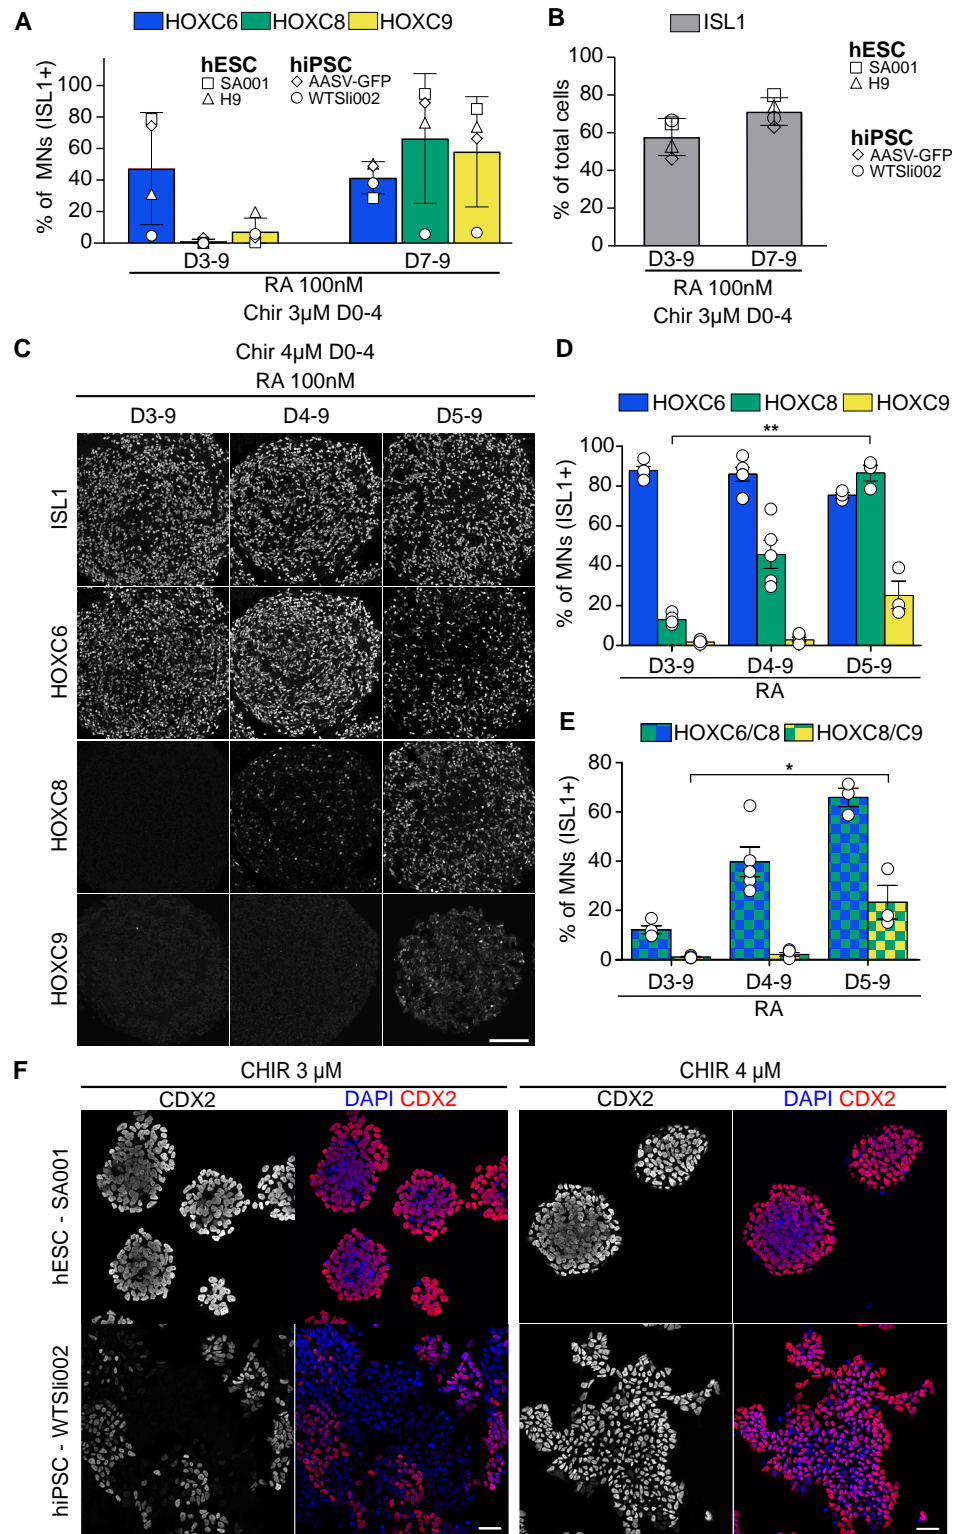 A
HOXC6 HOXC8 HOXC9
hESC hiPSC
SA001 AASV-GFP
H9 WTSli002
% of MNs (ISL1+)
100
80
60
40
20
0
D3-9 D7-9
RA 100nM
Chir 3µM D0-4
B
ISL1
hESC
SA001
H9
hiPSC
AASV-GFP
WTSli002
% of total cells
100
80
60
40
20
0
D3-9 D7-9
RA 100nM
Chir 3µM D0-4
C
Chir 4µM D0-4
RA 100nM
D3-9 D4-9 D5-9
ISL1
HOXC6
HOXC8
HOXC9
D
HOXC6 HOXC8 HOXC9
**
% of MNs (ISL1+)
100
80
60
40
20
0
D3-9 D4-9 D5-9
RA
E
HOXC6/C8 HOXC8/C9
*
% of MNs (ISL1+)
80
60
40
20
0
D3-9 D4-9 D5-9
RA
F
CHIR 3 µM CHIR 4 µM
CDX2 DAPI CDX2 CDX2 DAPI CDX2
hESC - SA001
hiPSC - WTSli002